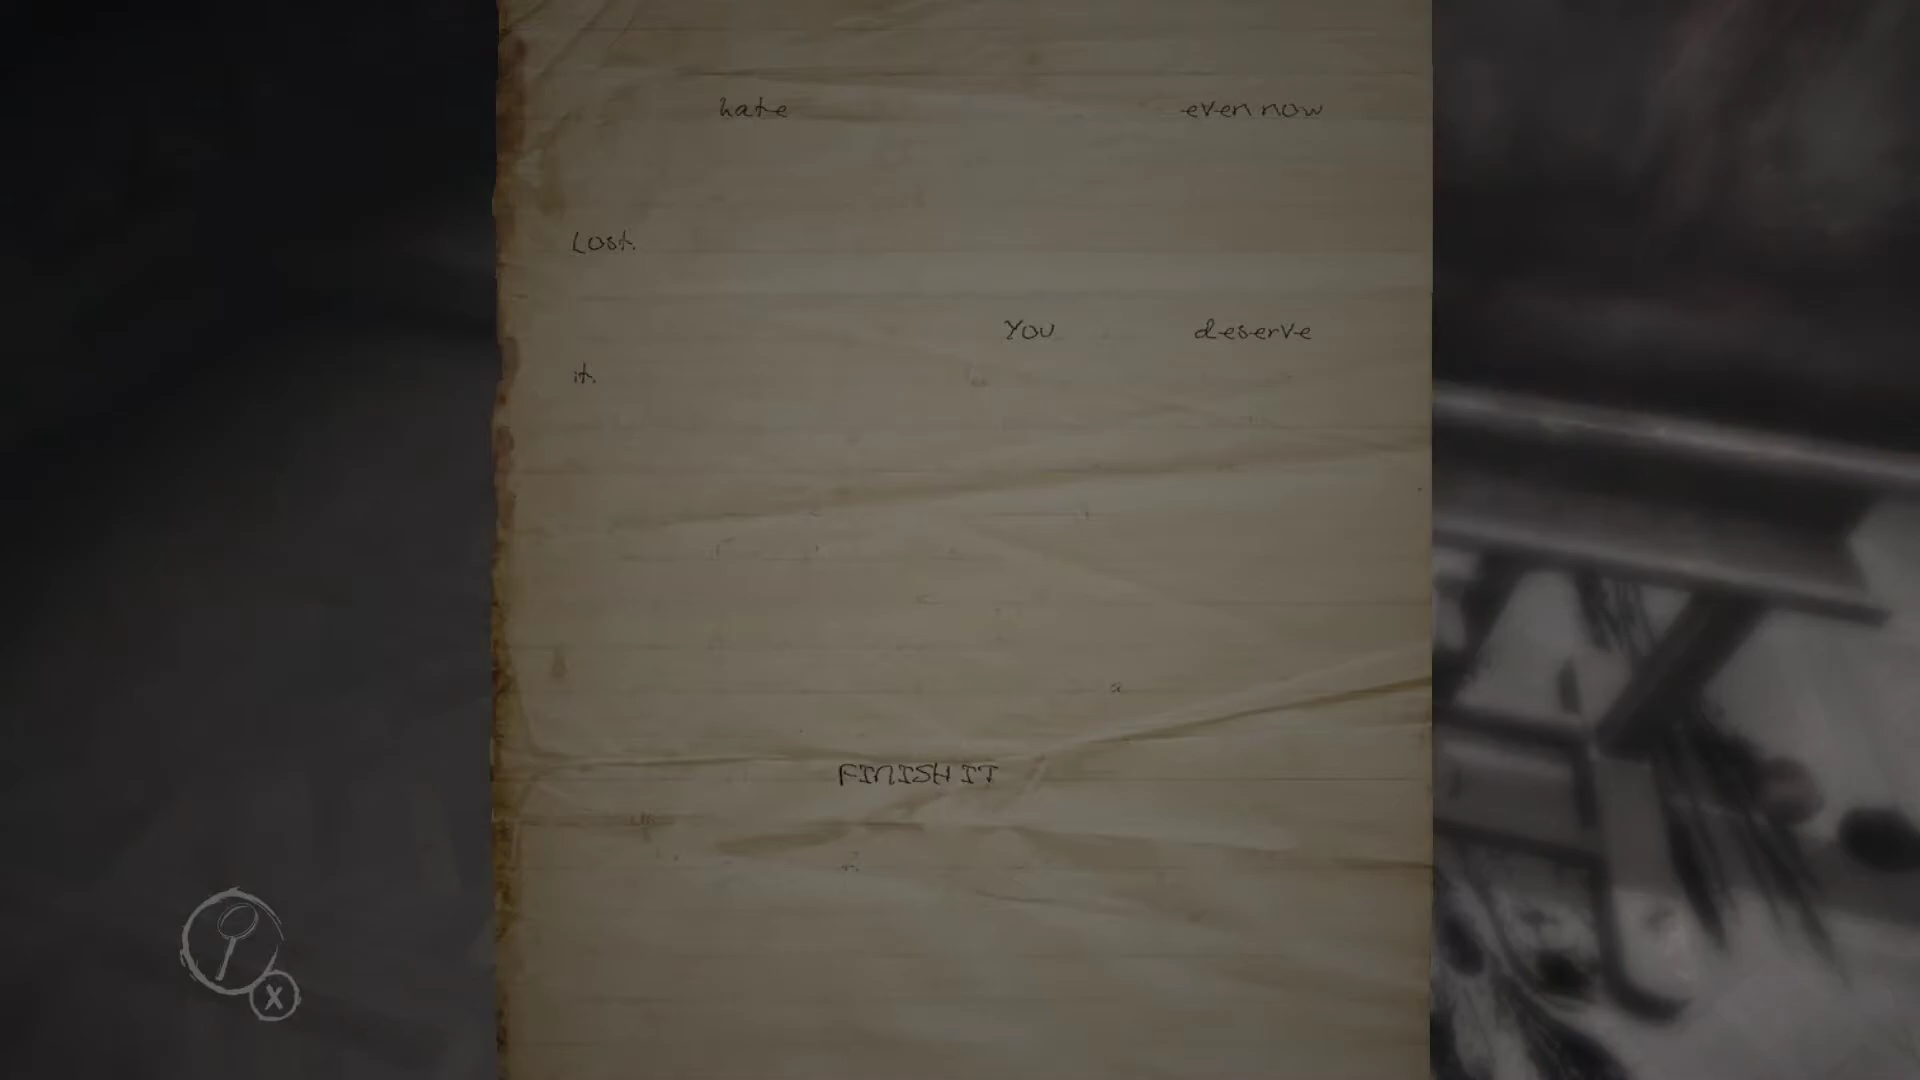 hate even now
Lost.
You deserve
it.
a
FINISH IT
X